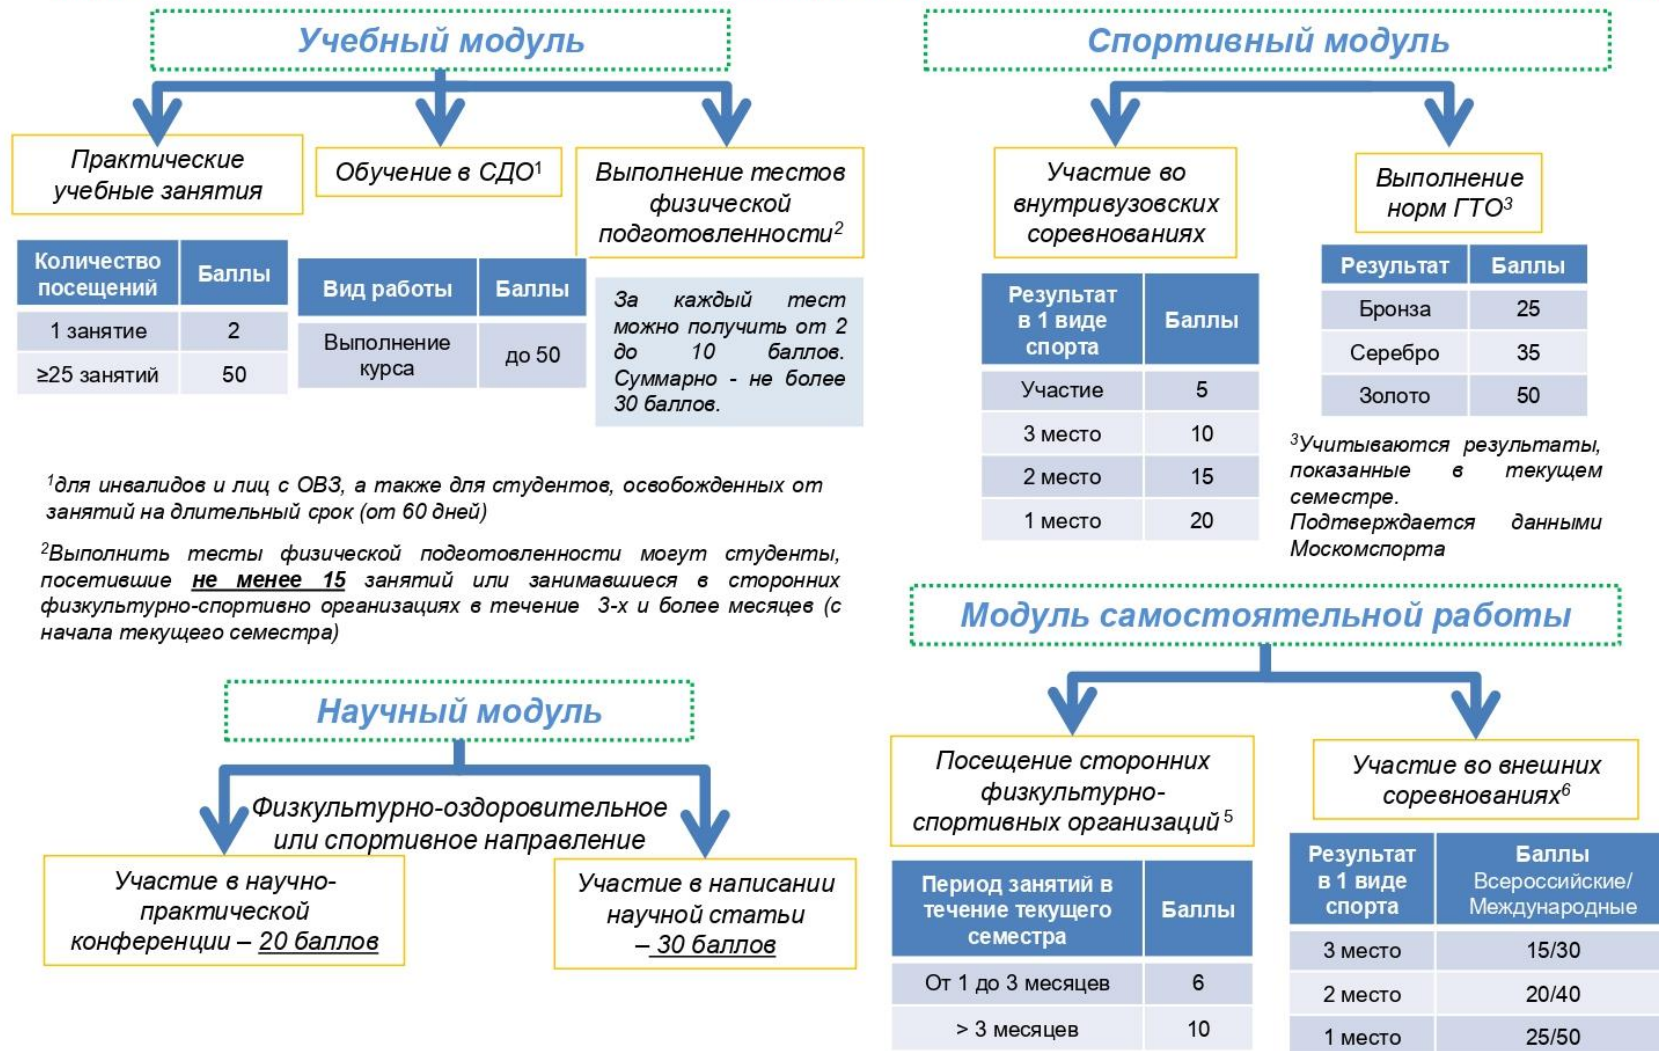 Учебный модуль
Практические
учебные занятия
Обучение в СДО¹
Выполнение тестов
физической
подготовленности²
Количество посещений | Баллы
1 занятие | 2
≥25 занятий | 50
Вид работы | Баллы
Выполнение курса | до 50
За каждый тест
можно получить от 2
до 10 баллов.
Суммарно - не более
30 баллов.
¹для инвалидов и лиц с ОВЗ, а также для студентов, освобожденных от
занятий на длительный срок (от 60 дней)
²Выполнить тесты физической подготовленности могут студенты,
посетившие не менее 15 занятий или занимавшиеся в сторонних
физкультурно-спортивно организациях в течение 3-х и более месяцев (с
начала текущего семестра)
Спортивный модуль
Участие во
внутривузовских
соревнованиях
Выполнение
норм ГТО³
Результат в 1 виде спорта | Баллы
Участие | 5
3 место | 10
2 место | 15
1 место | 20
Результат | Баллы
Бронза | 25
Серебро | 35
Золото | 50
³Учитываются результаты,
показанные в текущем
семестре.
Подтверждается данными
Москомспорта
Научный модуль
Физкультурно-оздоровительное
или спортивное направление
Участие в научно-
практической
конференции – 20 баллов
Участие в написании
научной статьи
– 30 баллов
Модуль самостоятельной работы
Посещение сторонних
физкультурно-
спортивных организаций ⁵
Участие во внешних
соревнованиях⁶
Период занятий в течение текущего семестра | Баллы
От 1 до 3 месяцев | 6
> 3 месяцев | 10
Результат в 1 виде спорта | Баллы Всероссийские/ Международные
3 место | 15/30
2 место | 20/40
1 место | 25/50